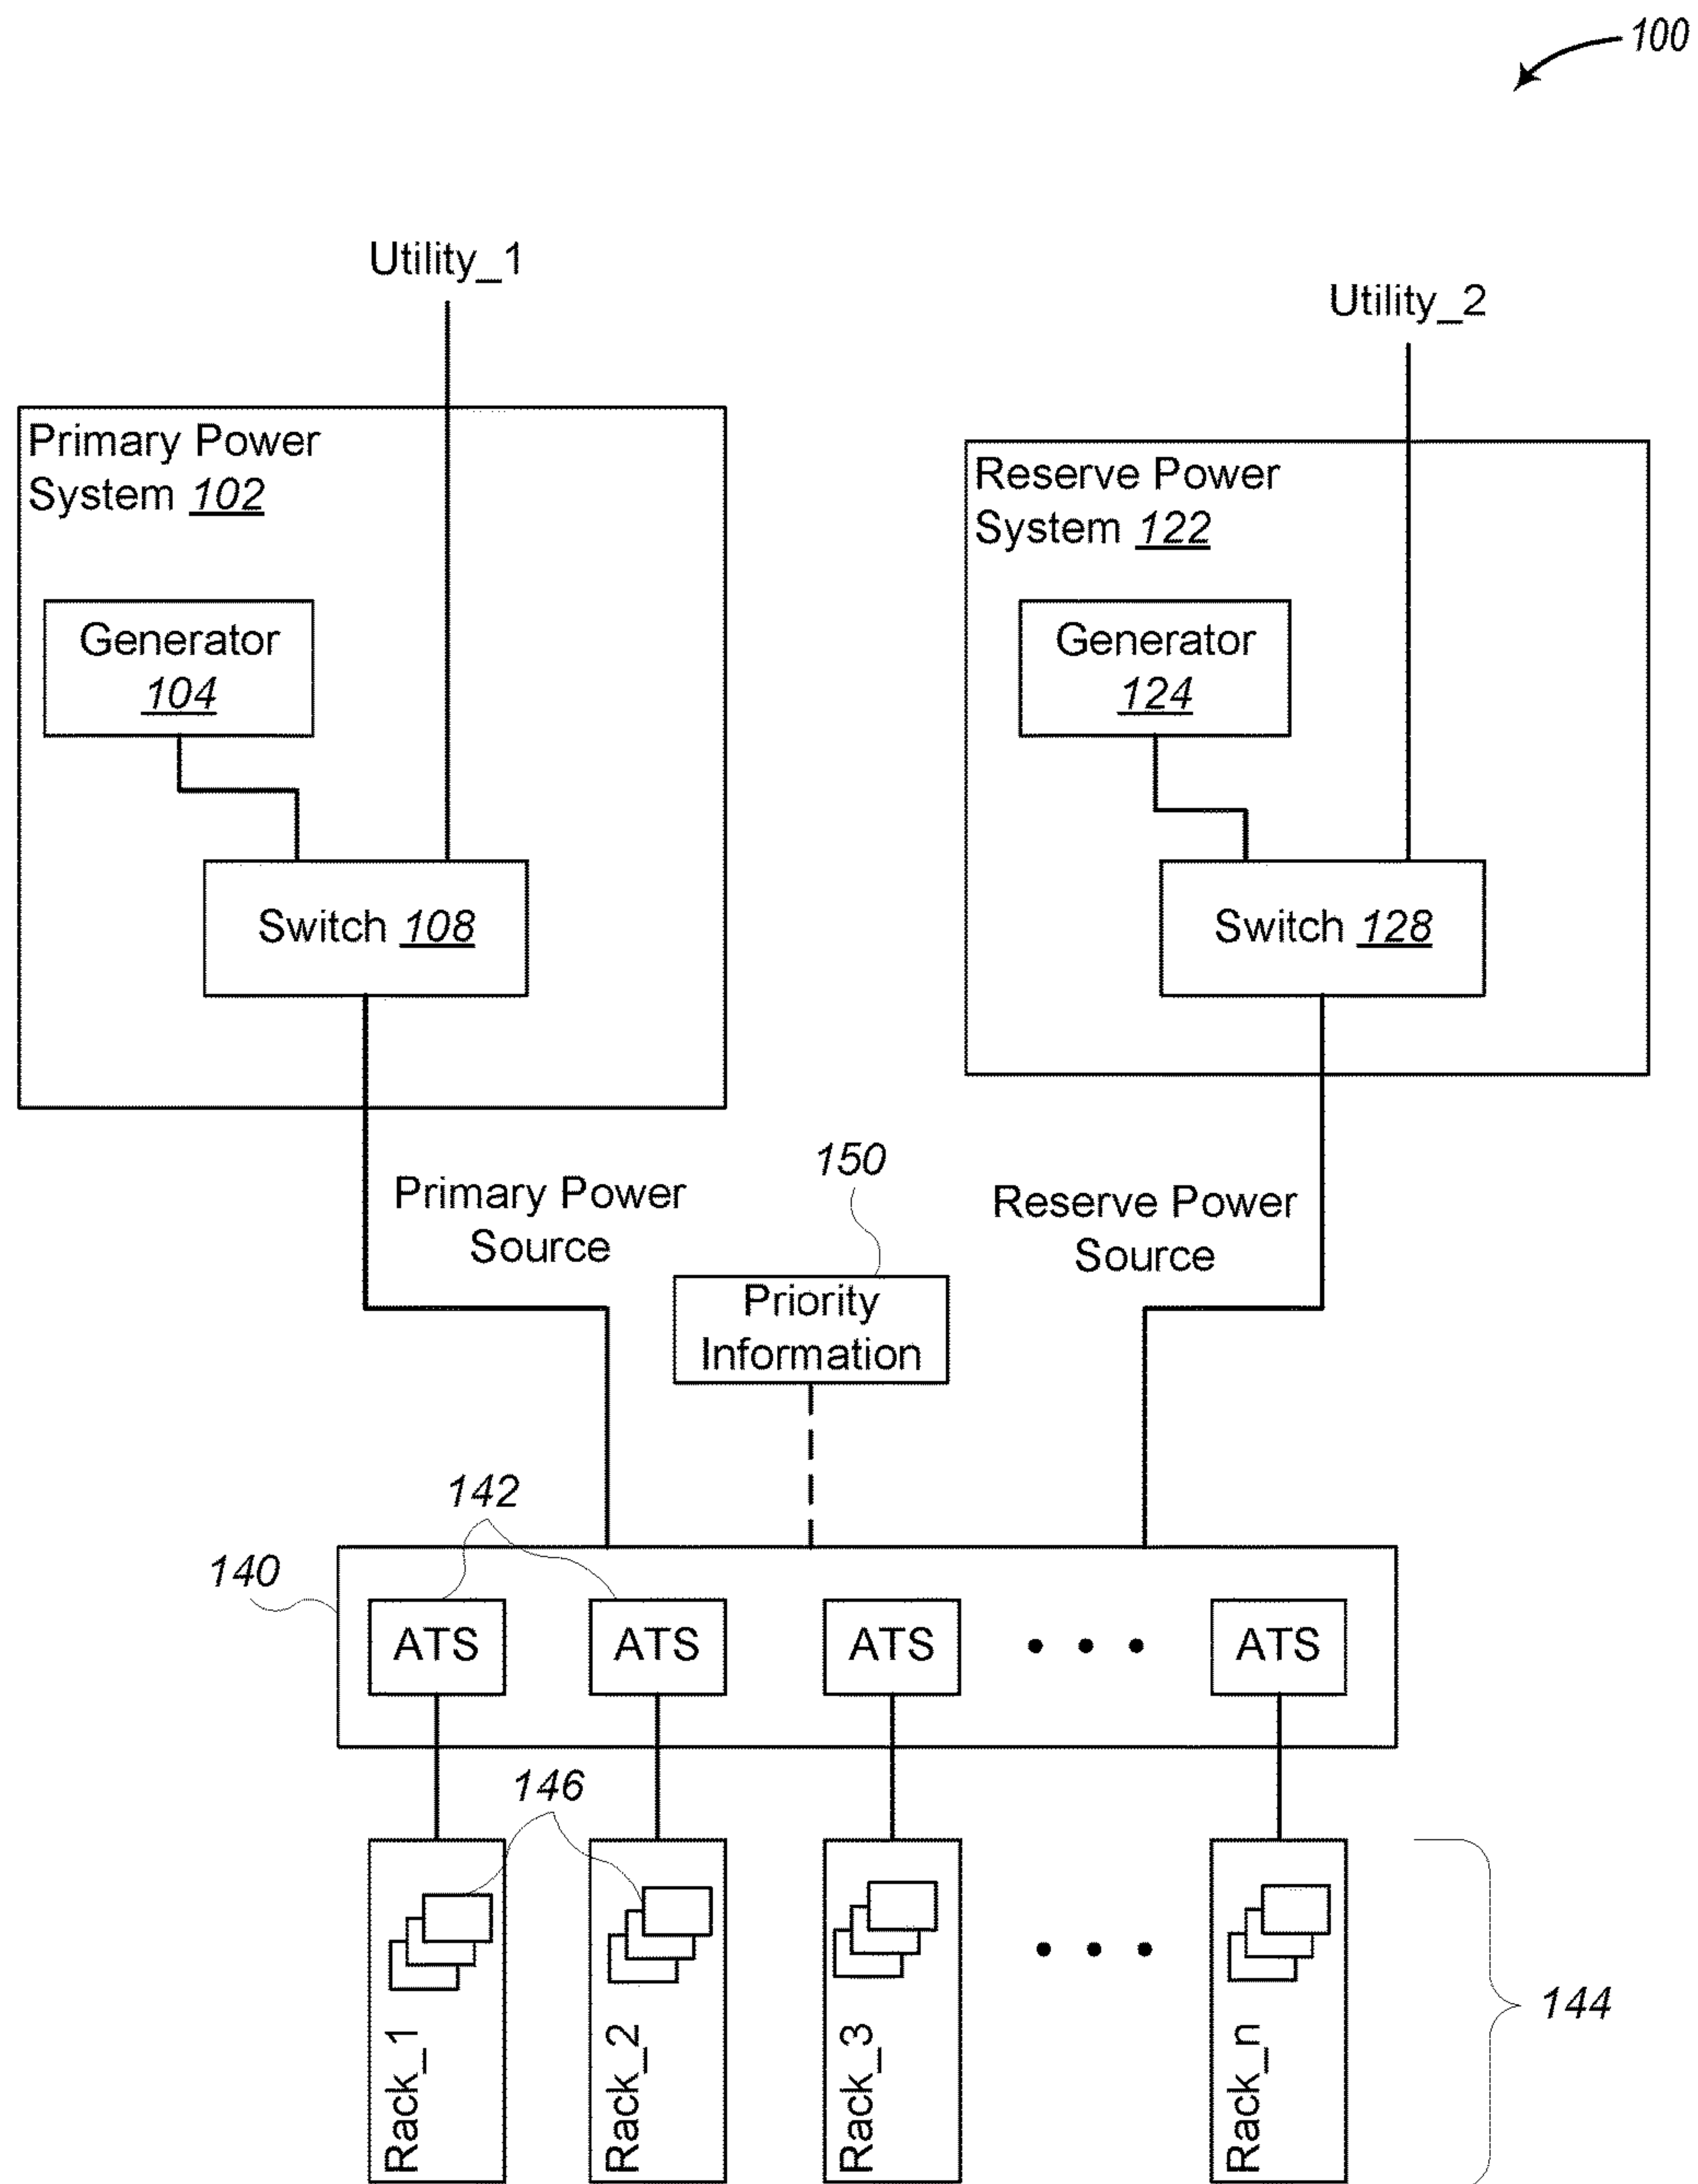 100
Utility_1
Utility_2
Primary Power
System 102
Reserve Power
System 122
Generator
104
Generator
124
Switch 108
Switch 128
Primary Power
Source
150
Reserve Power
Source
Priority
Information
142
140
ATS
ATS
ATS
ATS
146
144
Rack_1
Rack_2
Rack_3
Rack_n